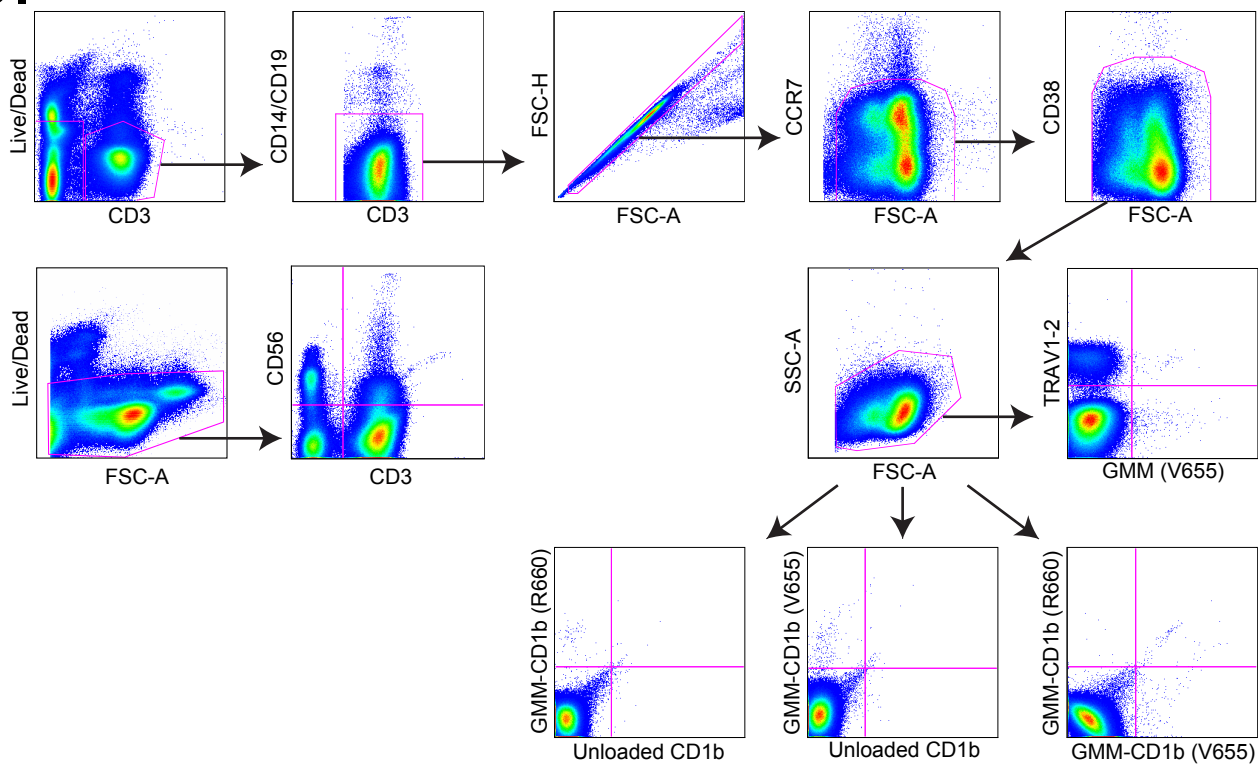 Live/Dead
CD3
CD14/CD19
CD3
FSC-H
FSC-A
CCR7
FSC-A
CD38
FSC-A
Live/Dead
FSC-A
CD56
CD3
SSC-A
FSC-A
TRAV1-2
GMM (V655)
GMM-CD1b (R660)
Unloaded CD1b
GMM-CD1b (V655)
Unloaded CD1b
GMM-CD1b (R660)
GMM-CD1b (V655)